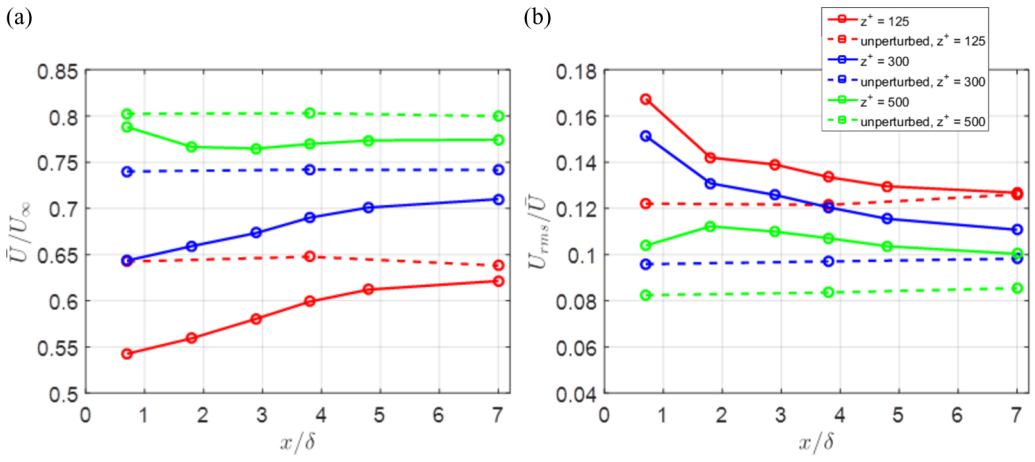 (a)
(b)
z+ = 125
unperturbed, z+ = 125
z+ = 300
unperturbed, z+ = 300
z+ = 500
unperturbed, z+ = 500
0.85
0.8
0.75
0.7
0.65
0.6
0.55
0.5
Ū/U∞
0 1 2 3 4 5 6 7
x/δ
0.18
0.16
0.14
0.12
0.1
0.08
0.06
0.04
Urms/Ū
0 1 2 3 4 5 6 7
x/δ